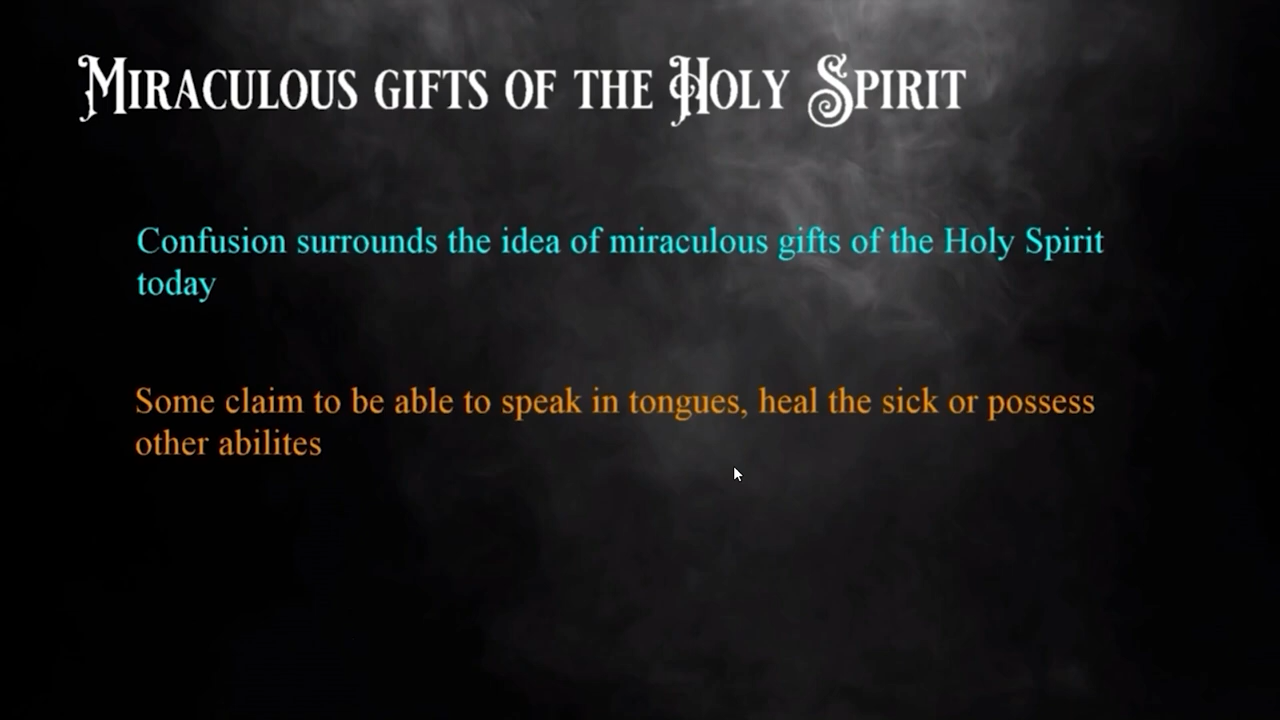 Miraculous gifts of the Holy Spirit
Confusion surrounds the idea of miraculous gifts of the Holy Spirit
today
Some claim to be able to speak in tongues, heal the sick or possess
other abilites